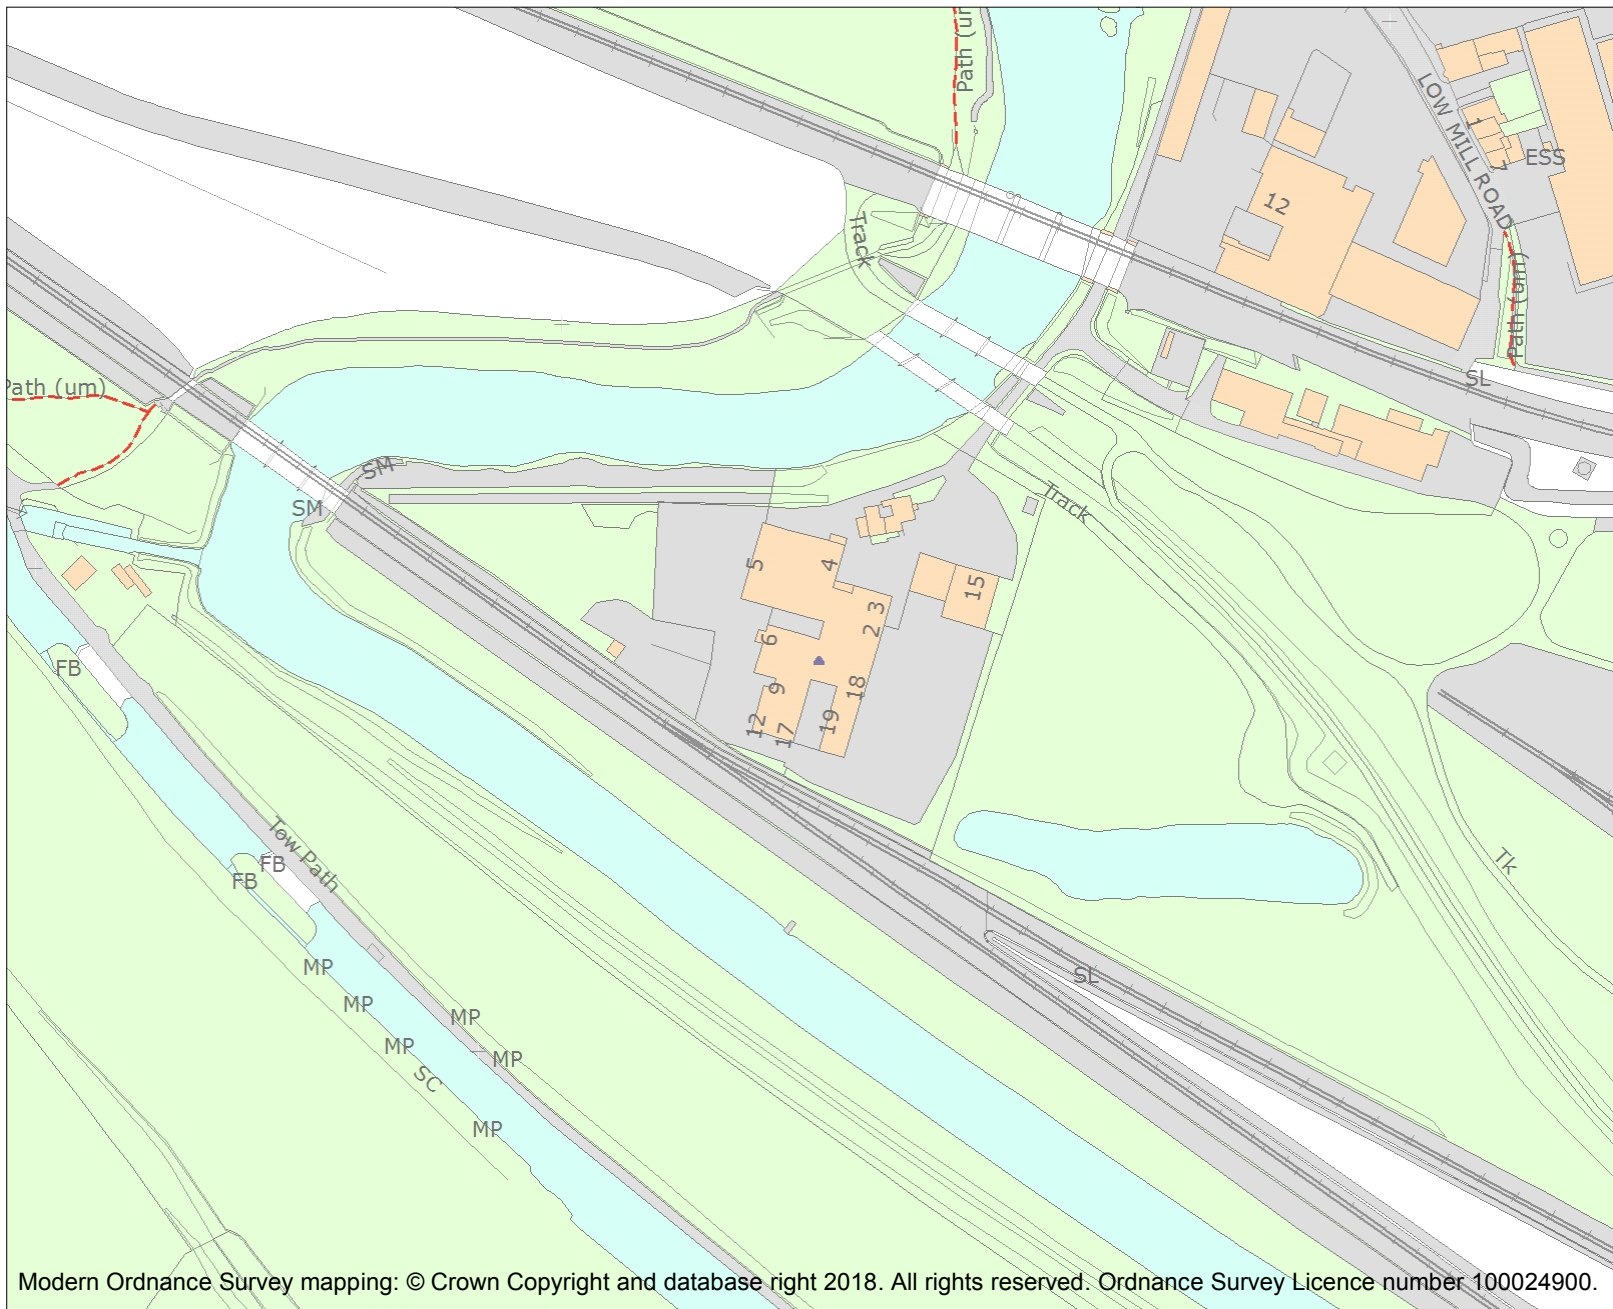 Path (um)
LOW MILL ROAD
1
7
ESS
12
Track
Path (um)
SL
Path (um)
SM
SM
Track
5
4
15
3
2
6
9
18
12
17
19
FB
Tow Path
FB
FB
Tk
MP
SL
MP
MP
MP
MP
SC
MP
Modern Ordnance Survey mapping: © Crown Copyright and database right 2018. All rights reserved. Ordnance Survey Licence number 100024900.